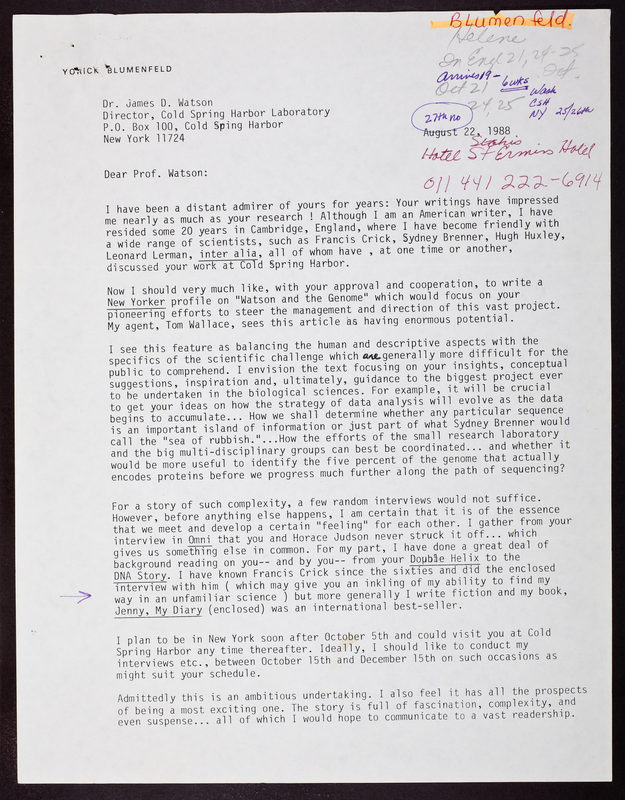 BLumenfeld.
Helene
In Engl 21, 24-25
Oct.
arrives 19-
Oct 21
6 wks
24, 25
Wash
CSH
NY 25/26th
27th no
YORICK BLUMENFELD
Dr. James D. Watson
Director, Cold Spring Harbor Laboratory
P.O. Box 100, Cold Sping Harbor
New York 11724
August 22, 1988
Stakis
Hotel St Ermins Hotel
011 441 222-6914
Dear Prof. Watson:
I have been a distant admirer of yours for years: Your writings have impressed
me nearly as much as your research ! Although I am an American writer, I have
resided some 20 years in Cambridge, England, where I have become friendly with
a wide range of scientists, such as Francis Crick, Sydney Brenner, Hugh Huxley,
Leonard Lerman, inter alia, all of whom have , at one time or another,
discussed your work at Cold Spring Harbor.
Now I should very much like, with your approval and cooperation, to write a
New Yorker profile on "Watson and the Genome" which would focus on your
pioneering efforts to steer the management and direction of this vast project.
My agent, Tom Wallace, sees this article as having enormous potential.
I see this feature as balancing the human and descriptive aspects with the
specifics of the scientific challenge which are generally more difficult for the
public to comprehend. I envision the text focusing on your insights, conceptual
suggestions, inspiration and, ultimately, guidance to the biggest project ever
to be undertaken in the biological sciences. For example, it will be crucial
to get your ideas on how the strategy of data analysis will evolve as the data
begins to accumulate... How we shall determine whether any particular sequence
is an important island of information or just part of what Sydney Brenner would
call the "sea of rubbish."...How the efforts of the small research laboratory
and the big multi-disciplinary groups can best be coordinated... and whether it
would be more useful to identify the five percent of the genome that actually
encodes proteins before we progress much further along the path of sequencing?
For a story of such complexity, a few random interviews would not suffice.
However, before anything else happens, I am certain that it is of the essence
that we meet and develop a certain "feeling" for each other. I gather from your
interview in Omni that you and Horace Judson never struck it off... which
gives us something else in common. For my part, I have done a great deal of
background reading on you-- and by you-- from your Double Helix to the
DNA Story. I have known Francis Crick since the sixties and did the enclosed
interview with him ( which may give you an inkling of my ability to find my
way in an unfamiliar science ) but more generally I write fiction and my book,
Jenny, My Diary (enclosed) was an international best-seller.
I plan to be in New York soon after October 5th and could visit you at Cold
Spring Harbor any time thereafter. Ideally, I should like to conduct my
interviews etc., between October 15th and December 15th on such occasions as
might suit your schedule.
Admittedly this is an ambitious undertaking. I also feel it has all the prospects
of being a most exciting one. The story is full of fascination, complexity, and
even suspense... all of which I would hope to communicate to a vast readership.